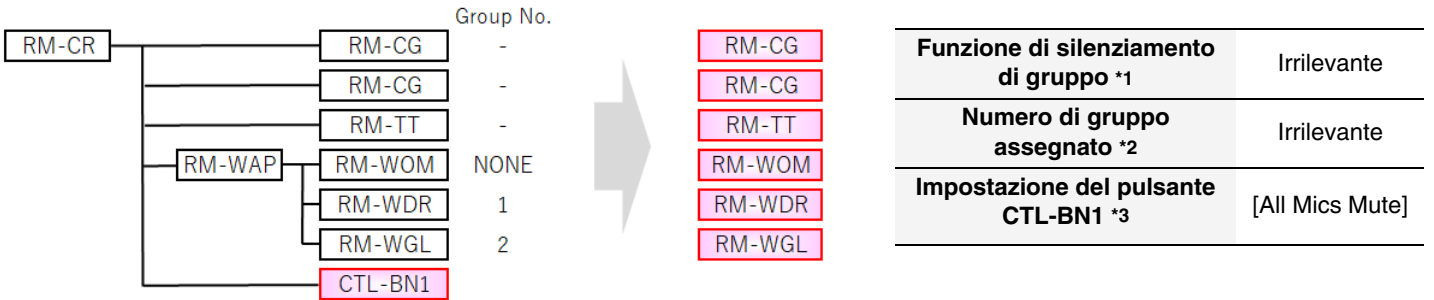 Group No.
RM-CR
RM-CG -
RM-CG -
RM-TT -
RM-WAP RM-WOM NONE
RM-WDR 1
RM-WGL 2
CTL-BN1
RM-CG
RM-CG
RM-TT
RM-WOM
RM-WDR
RM-WGL
Funzione di silenziamento
di gruppo *1
Irrilevante
Numero di gruppo
assegnato *2
Irrilevante
Impostazione del pulsante
CTL-BN1 *3
[All Mics Mute]